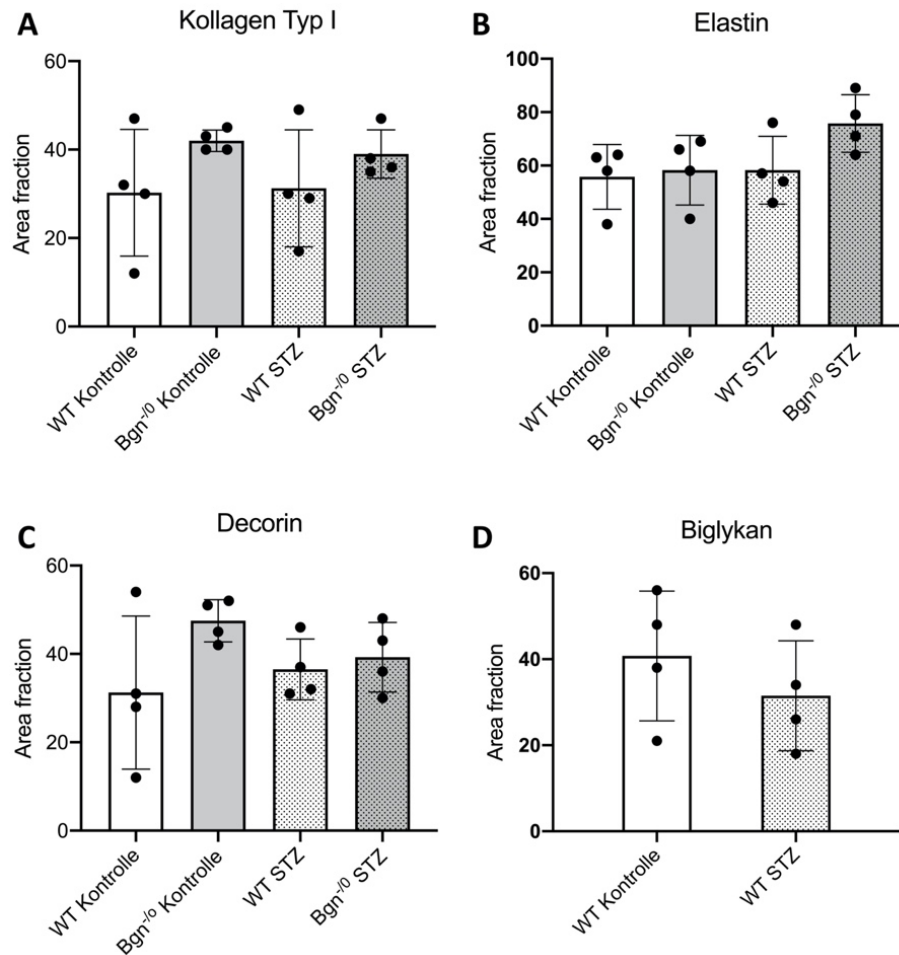 A
Kollagen Typ I
Area fraction
60
40
20
0
WT Kontrolle
Bgn⁻/⁰ Kontrolle
WT STZ
Bgn⁻/⁰ STZ
B
Elastin
Area fraction
100
80
60
40
20
0
WT Kontrolle
Bgn⁻/⁰ Kontrolle
WT STZ
Bgn⁻/⁰ STZ
C
Decorin
Area fraction
60
40
20
0
WT Kontrolle
Bgn⁻/ᵒ Kontrolle
WT STZ
Bgn⁻/⁰ STZ
D
Biglykan
Area fraction
60
40
20
0
WT Kontrolle
WT STZ